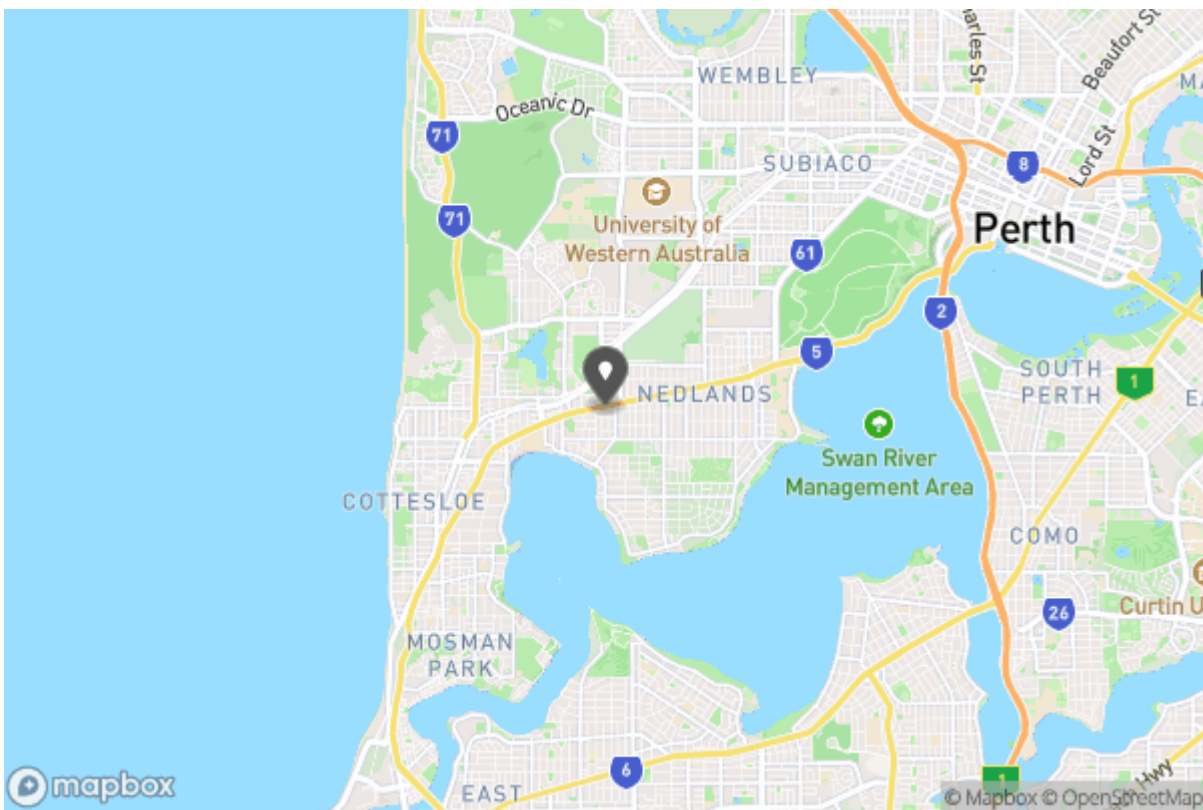 Charles St
Beaufort St
WEMBLEY
Oceanic Dr
71
Lord St
SUBIACO
8
71
University of
Western Australia
61
Perth
2
5
SOUTH
PERTH
1
NEDLANDS
Swan River
Management Area
COTTESLOE
COMO
26
Curtin U
MOSMAN
PARK
6
EAST
1
Hwy
mapbox
© Mapbox © OpenStreetMap